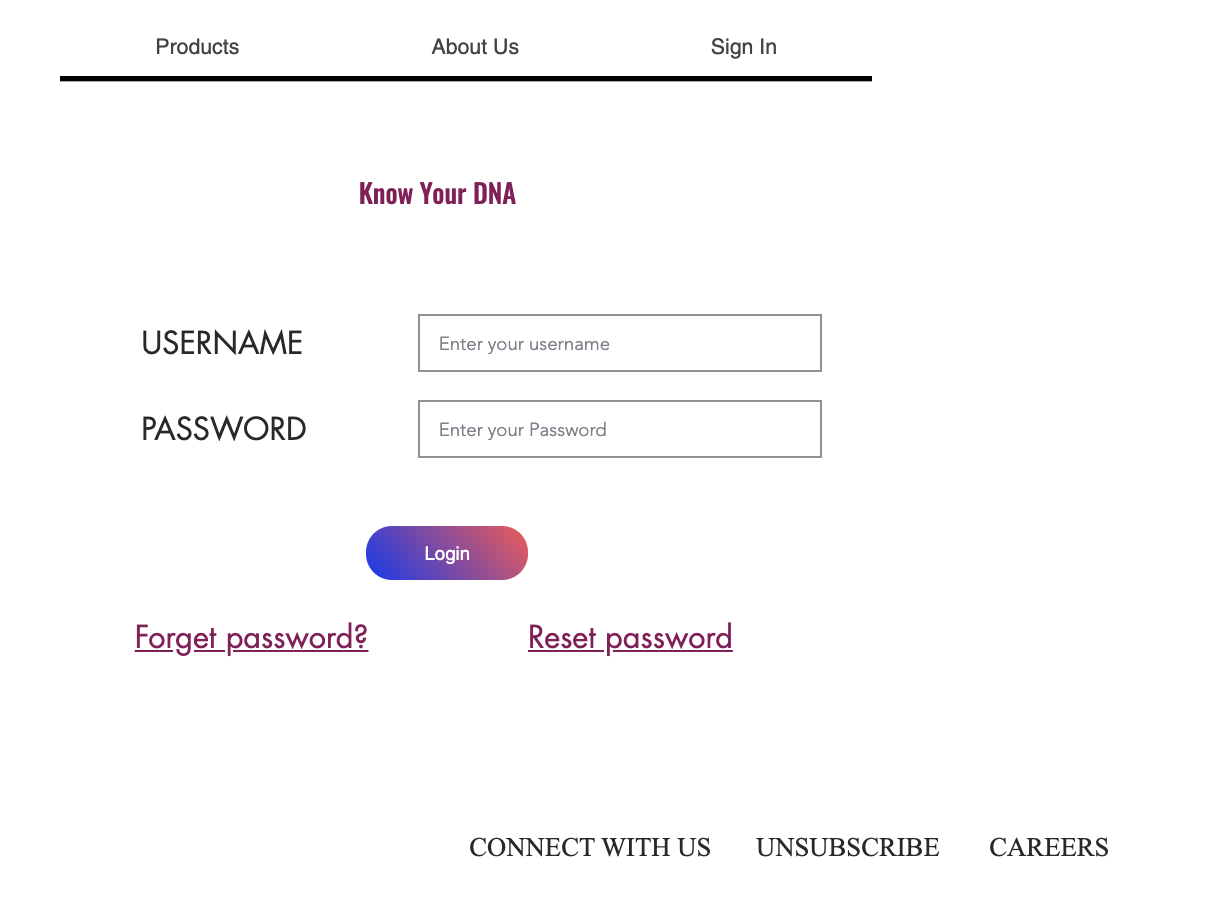 Products About Us Sign In
Know Your DNA
USERNAME Enter your username
PASSWORD Enter your Password
Login
Forget password? Reset password
CONNECT WITH US UNSUBSCRIBE CAREERS